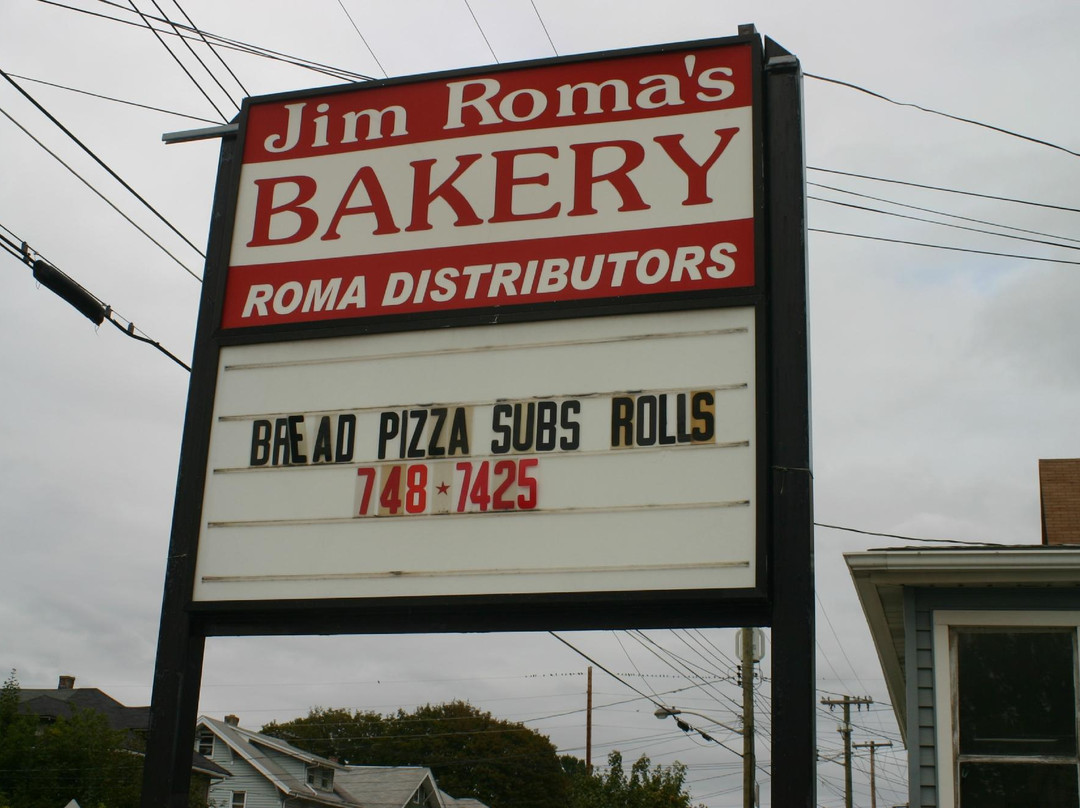 Jim Roma's
BAKERY
ROMA DISTRIBUTORS
BREAD PIZZA SUBS ROLLS
748★7425